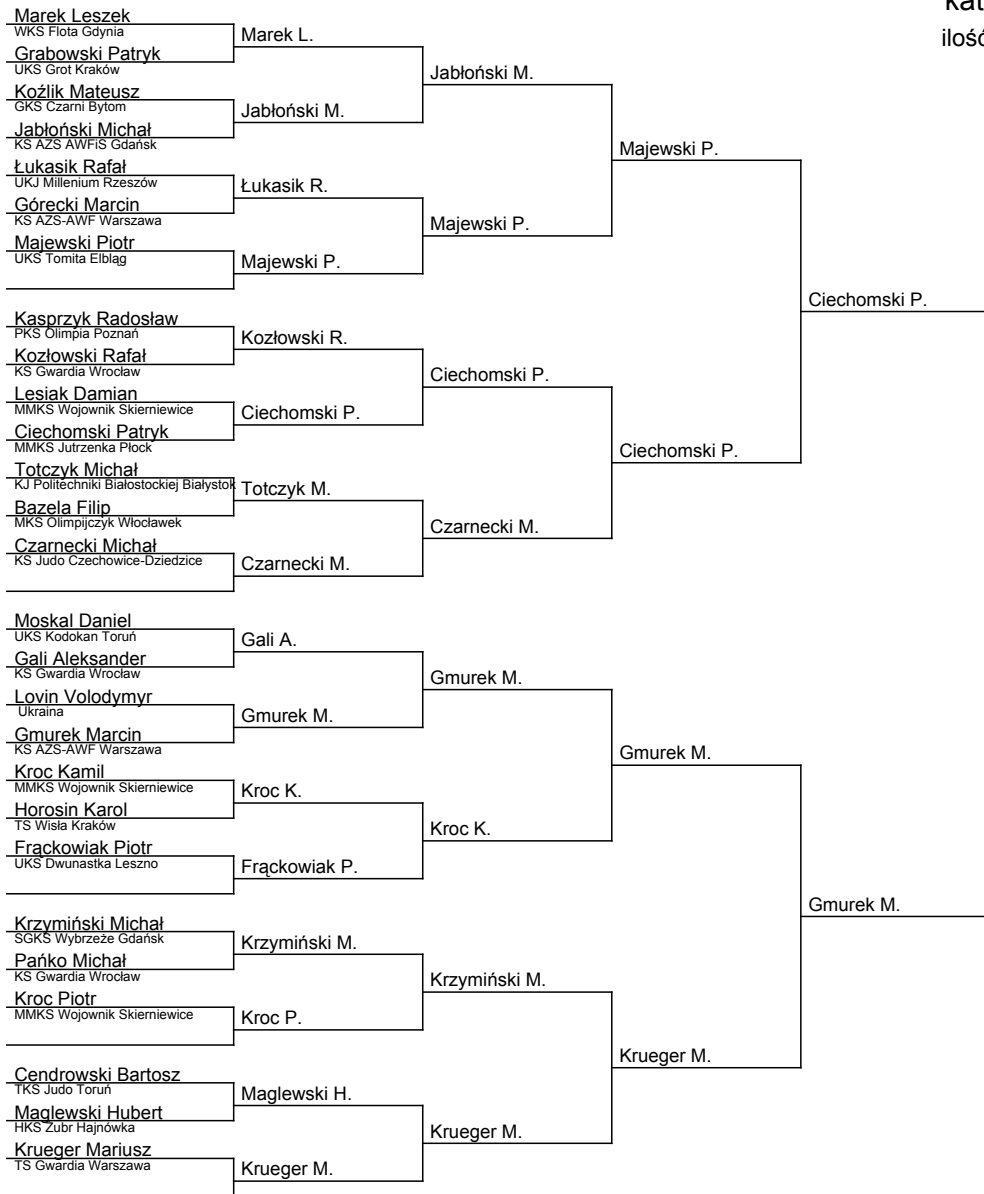 kat
ilość
Marek Leszek
WKS Flota Gdynia
Grabowski Patryk
UKS Grot Kraków
Koźlik Mateusz
GKS Czarni Bytom
Jabłoński Michał
KS AZS AWFiS Gdańsk
Łukasik Rafał
UKJ Millenium Rzeszów
Górecki Marcin
KS AZS-AWF Warszawa
Majewski Piotr
UKS Tomita Elbląg
Kasprzyk Radosław
PKS Olimpia Poznań
Kozłowski Rafał
KS Gwardia Wrocław
Lesiak Damian
MMKS Wojownik Skierniewice
Ciechomski Patryk
MMKS Jutrzenka Płock
Totczyk Michał
KJ Politechniki Białostockiej Białystok
Bazela Filip
MKS Olimpijczyk Włocławek
Czarnecki Michał
KS Judo Czechowice-Dziedzice
Moskal Daniel
UKS Kodokan Toruń
Gali Aleksander
KS Gwardia Wrocław
Lovin Volodymyr
Ukraina
Gmurek Marcin
KS AZS-AWF Warszawa
Kroc Kamil
MMKS Wojownik Skierniewice
Horosin Karol
TS Wisła Kraków
Frąckowiak Piotr
UKS Dwunastka Leszno
Krzymiński Michał
SGKS Wybrzeże Gdańsk
Pańko Michał
KS Gwardia Wrocław
Kroc Piotr
MMKS Wojownik Skierniewice
Cendrowski Bartosz
TKS Judo Toruń
Maglewski Hubert
HKS Żubr Hajnówka
Krueger Mariusz
TS Gwardia Warszawa
Marek L.
Jabłoński M.
Łukasik R.
Majewski P.
Kozłowski R.
Ciechomski P.
Totczyk M.
Czarnecki M.
Gali A.
Gmurek M.
Kroc K.
Frąckowiak P.
Krzymiński M.
Kroc P.
Maglewski H.
Krueger M.
Jabłoński M.
Majewski P.
Ciechomski P.
Czarnecki M.
Gmurek M.
Kroc K.
Krzymiński M.
Krueger M.
Majewski P.
Ciechomski P.
Gmurek M.
Krueger M.
Ciechomski P.
Gmurek M.